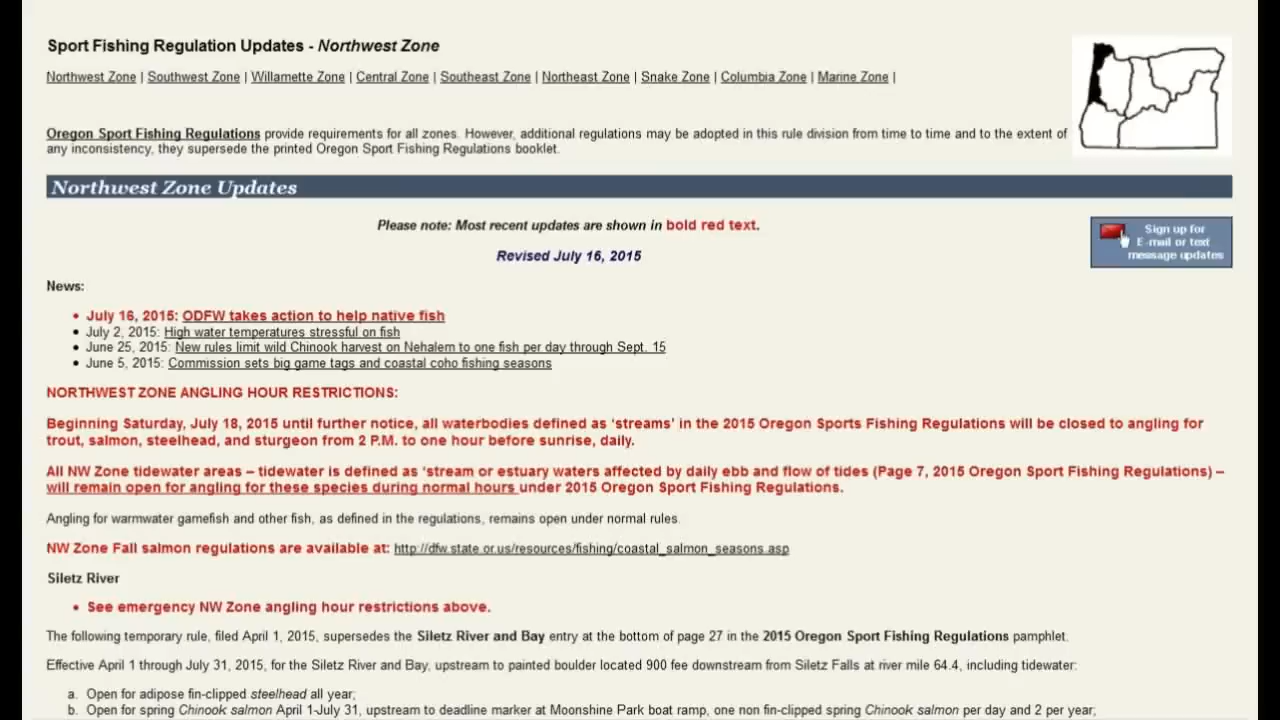 Sport Fishing Regulation Updates - Northwest Zone
Northwest Zone | Southwest Zone | Willamette Zone | Central Zone | Southeast Zone | Northeast Zone | Snake Zone | Columbia Zone | Marine Zone |
Oregon Sport Fishing Regulations provide requirements for all zones. However, additional regulations may be adopted in this rule division from time to time and to the extent of
any inconsistency, they supersede the printed Oregon Sport Fishing Regulations booklet.
Northwest Zone Updates
Please note: Most recent updates are shown in bold red text.
Sign up for
E-mail or text
message updates
Revised July 16, 2015
News:
• July 16, 2015: ODFW takes action to help native fish
• July 2, 2015: High water temperatures stressful on fish
• June 25, 2015: New rules limit wild Chinook harvest on Nehalem to one fish per day through Sept. 15
• June 5, 2015: Commission sets big game tags and coastal coho fishing seasons
NORTHWEST ZONE ANGLING HOUR RESTRICTIONS:
Beginning Saturday, July 18, 2015 until further notice, all waterbodies defined as ‘streams’ in the 2015 Oregon Sports Fishing Regulations will be closed to angling for
trout, salmon, steelhead, and sturgeon from 2 P.M. to one hour before sunrise, daily.
All NW Zone tidewater areas – tidewater is defined as ‘stream or estuary waters affected by daily ebb and flow of tides (Page 7, 2015 Oregon Sport Fishing Regulations) –
will remain open for angling for these species during normal hours under 2015 Oregon Sport Fishing Regulations.
Angling for warmwater gamefish and other fish, as defined in the regulations, remains open under normal rules.
NW Zone Fall salmon regulations are available at: http://dfw.state.or.us/resources/fishing/coastal_salmon_seasons.asp
Siletz River
• See emergency NW Zone angling hour restrictions above.
The following temporary rule, filed April 1, 2015, supersedes the Siletz River and Bay entry at the bottom of page 27 in the 2015 Oregon Sport Fishing Regulations pamphlet.
Effective April 1 through July 31, 2015, for the Siletz River and Bay, upstream to painted boulder located 900 fee downstream from Siletz Falls at river mile 64.4, including tidewater:
a. Open for adipose fin-clipped steelhead all year;
b. Open for spring Chinook salmon April 1-July 31, upstream to deadline marker at Moonshine Park boat ramp, one non fin-clipped spring Chinook salmon per day and 2 per year;